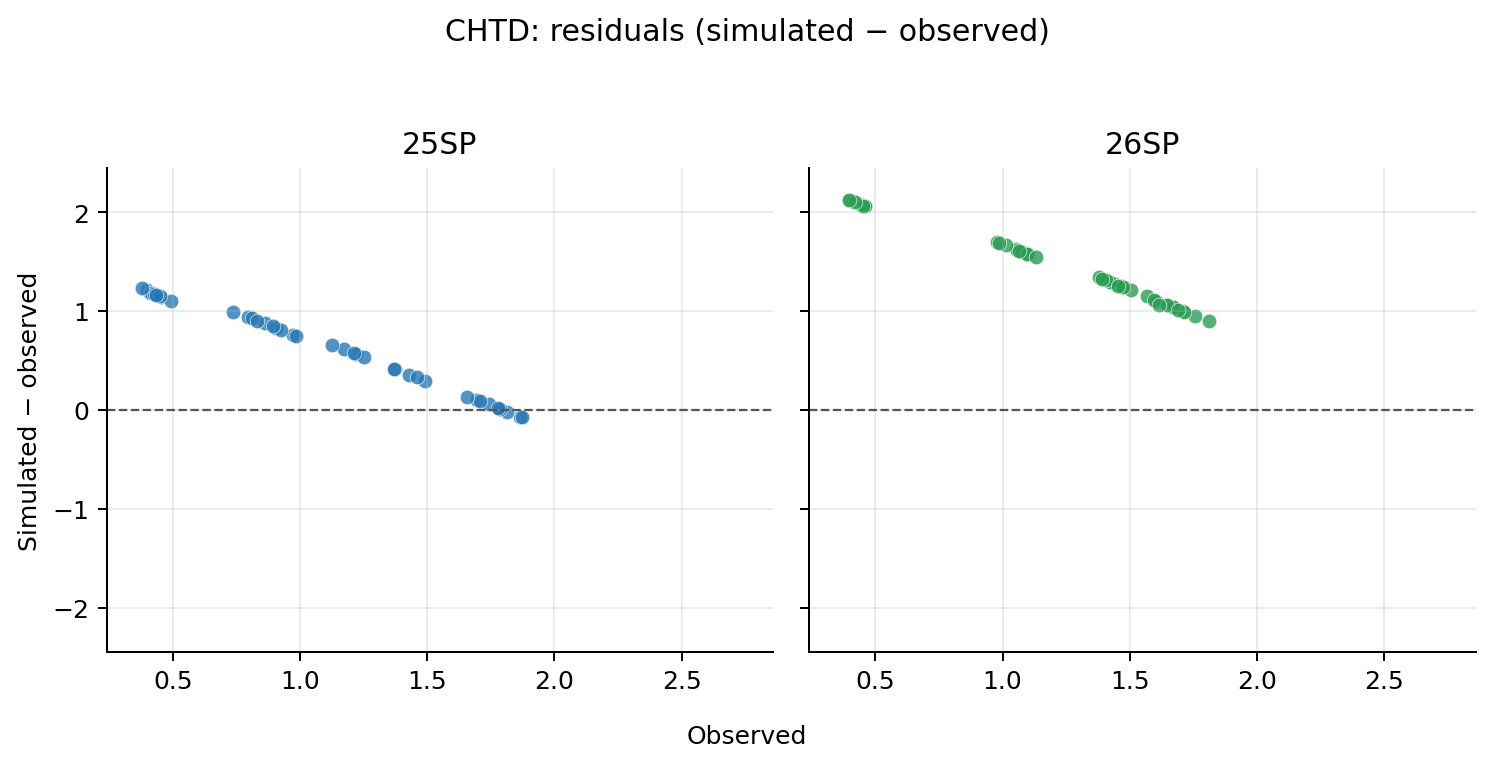 CHTD: residuals (simulated − observed)
25SP
26SP
Simulated − observed
2
1
0
−1
−2
0.5 1.0 1.5 2.0 2.5
0.5 1.0 1.5 2.0 2.5
Observed